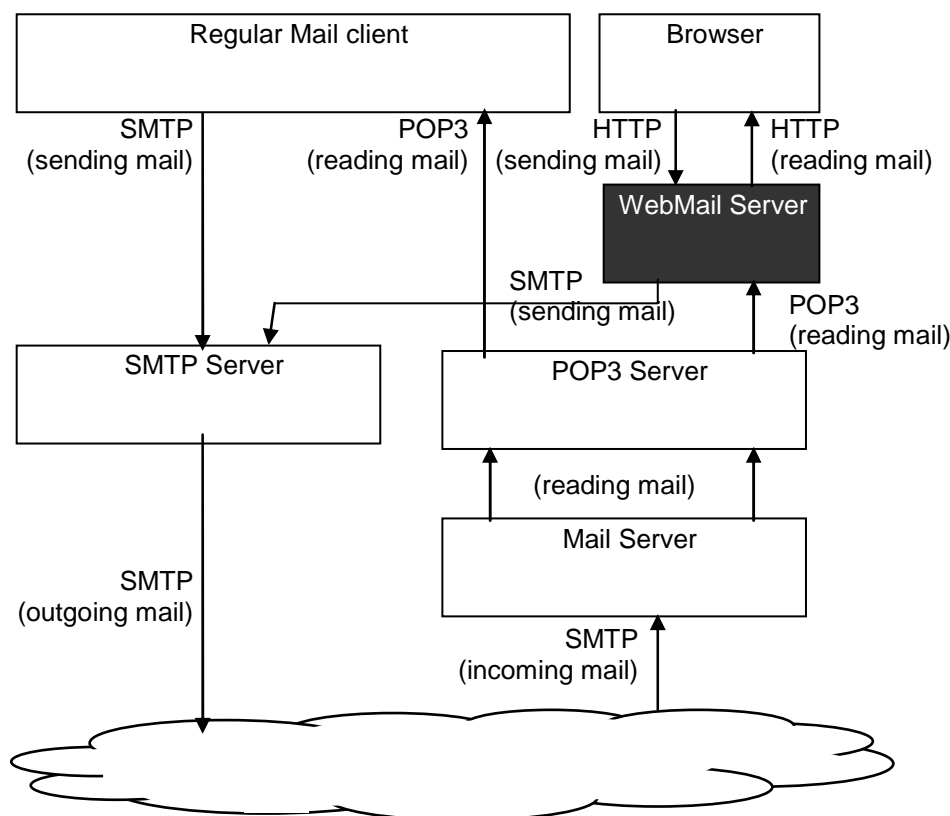 Regular Mail client
Browser
SMTP
(sending mail)
POP3
(reading mail)
HTTP
(sending mail)
HTTP
(reading mail)
WebMail Server
SMTP
(sending mail)
POP3
(reading mail)
SMTP Server
POP3 Server
(reading mail)
Mail Server
SMTP
(outgoing mail)
SMTP
(incoming mail)